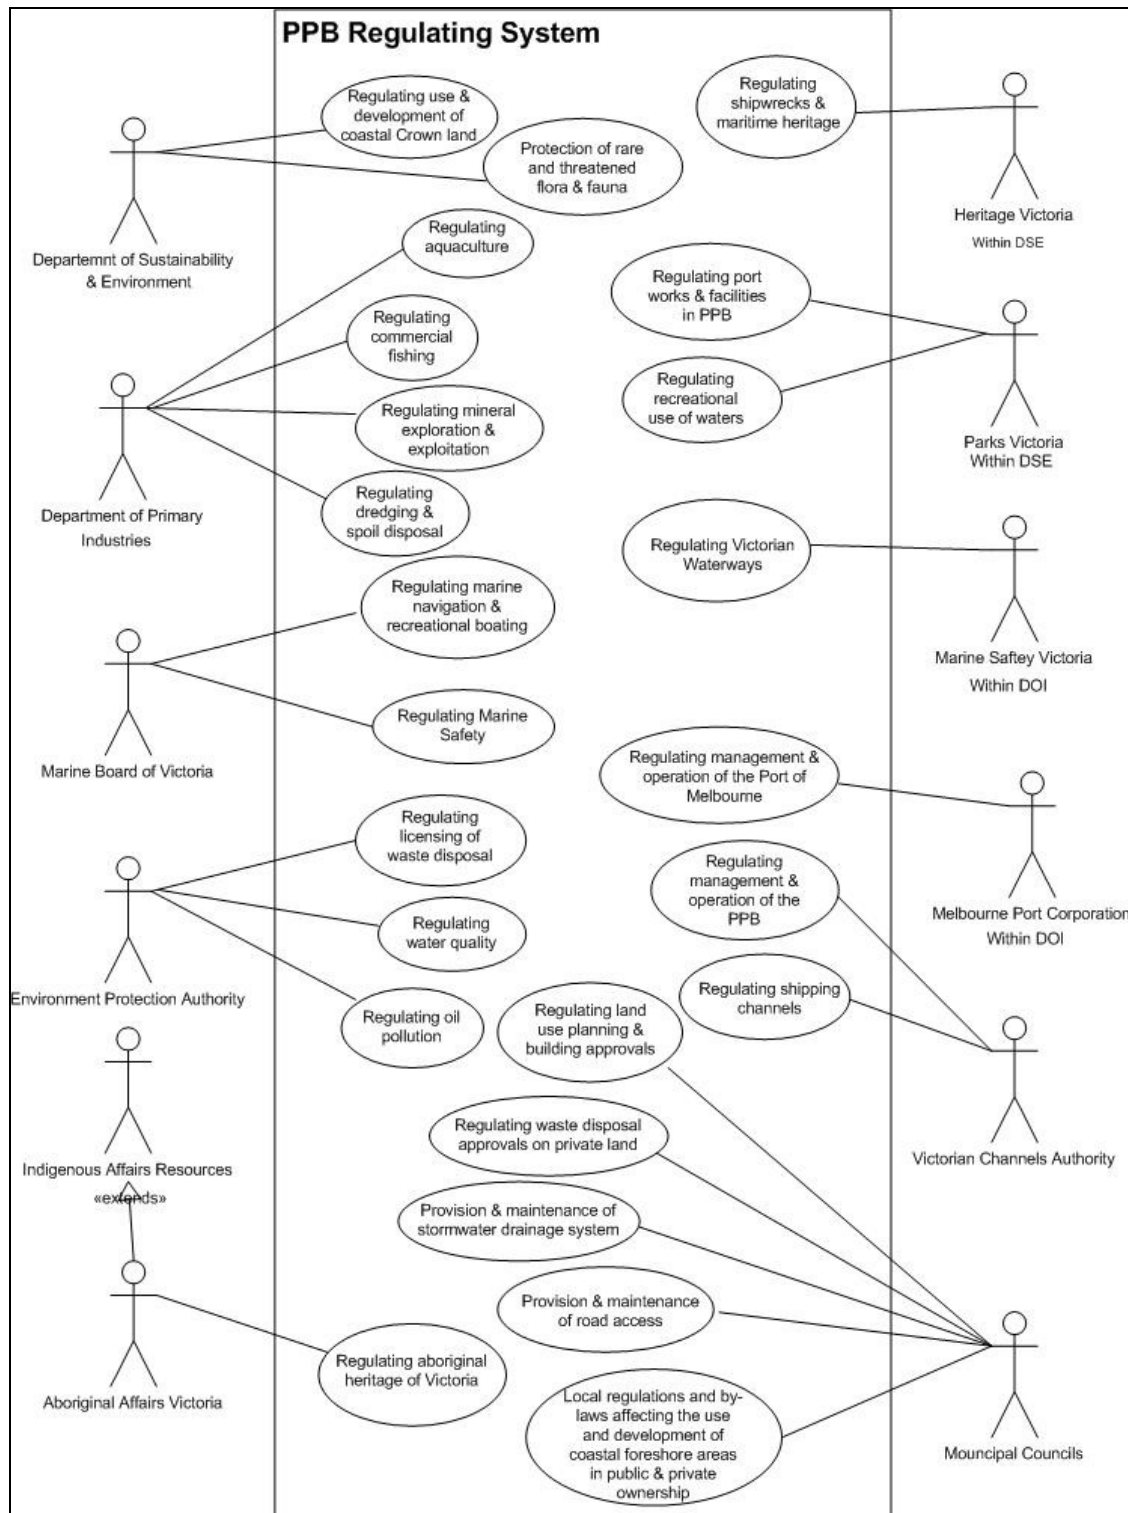 PPB Regulating System
Regulating use &
development of
coastal Crown land
Protection of rare
and threatened
flora & fauna
Departemnt of Sustainability
& Environment
Regulating
shipwrecks &
maritime heritage
Heritage Victoria
Within DSE
Regulating
aquaculture
Regulating
commercial
fishing
Regulating mineral
exploration &
exploitation
Regulating
dredging &
spoil disposal
Department of Primary
Industries
Regulating port
works & facilities
in PPB
Regulating
recreational
use of waters
Parks Victoria
Within DSE
Regulating marine
navigation &
recreational boating
Regulating Marine
Safety
Marine Board of Victoria
Regulating Victorian
Waterways
Marine Saftey Victoria
Within DOI
Regulating management &
operation of the Port of
Melbourne
Melbourne Port Corporation
Within DOI
Regulating
licensing of
waste disposal
Regulating
water quality
Regulating oil
pollution
Environment Protection Authority
Regulating
management &
operation of the
PPB
Regulating shipping
channels
Victorian Channels Authority
Indigenous Affairs Resources
«extends»
Aboriginal Affairs Victoria
Regulating aboriginal
heritage of Victoria
Regulating land
use planning &
building approvals
Regulating waste disposal
approvals on private land
Provision & maintenance of
stormwater drainage system
Provision & maintenance
of road access
Local regulations and by-
laws affecting the use
and development of
coastal foreshore areas
in public & private
ownership
Mouncipal Councils